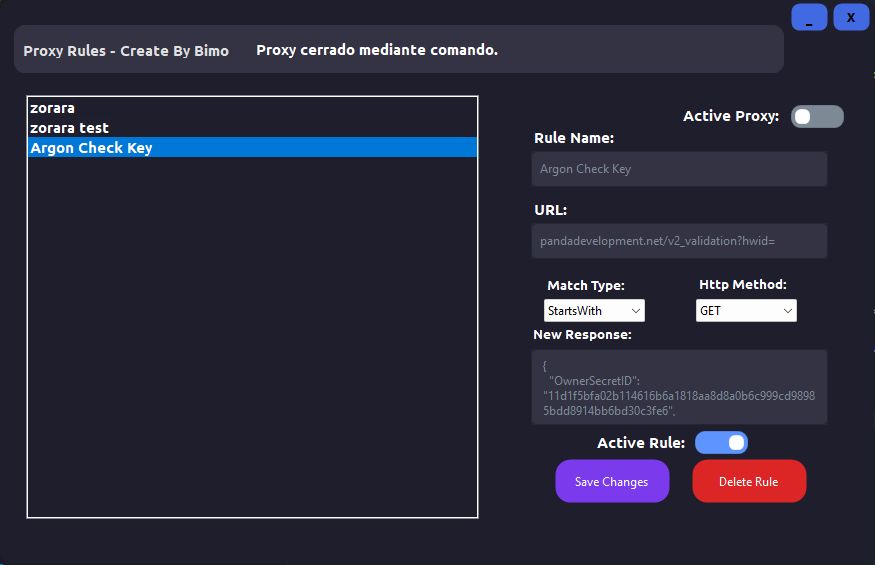 _ X
Proxy Rules - Create By Bimo Proxy cerrado mediante comando.
zorara
zorara test
Argon Check Key
Active Proxy:
Rule Name:
Argon Check Key
URL:
pandadevelopment.net/v2_validation?hwid=
Match Type: Http Method:
StartsWith GET
New Response:
{
"OwnerSecretID":
"11d1f5bfa02b114616b6a1818aa8d8a0b6c999cd9898
5bdd8914bb6bd30c3fe6",
Active Rule:
Save Changes Delete Rule